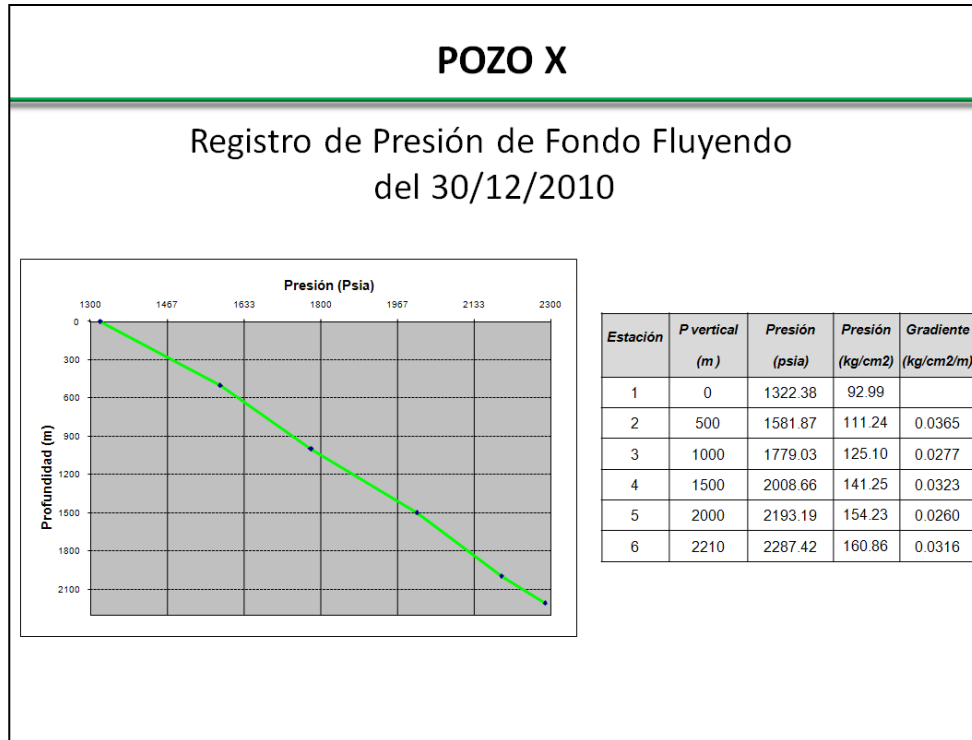 POZO X
Registro de Presión de Fondo Fluyendo
del 30/12/2010
Presión (Psia)
1300 1467 1633 1800 1967 2133 2300
0
300
600
900
1200
1500
1800
2100
Profundidad (m)
Estación P vertical Presión Presión Gradiente
(m) (psia) (kg/cm2) (kg/cm2/m)
1 0 1322.38 92.99
2 500 1581.87 111.24 0.0365
3 1000 1779.03 125.10 0.0277
4 1500 2008.66 141.25 0.0323
5 2000 2193.19 154.23 0.0260
6 2210 2287.42 160.86 0.0316